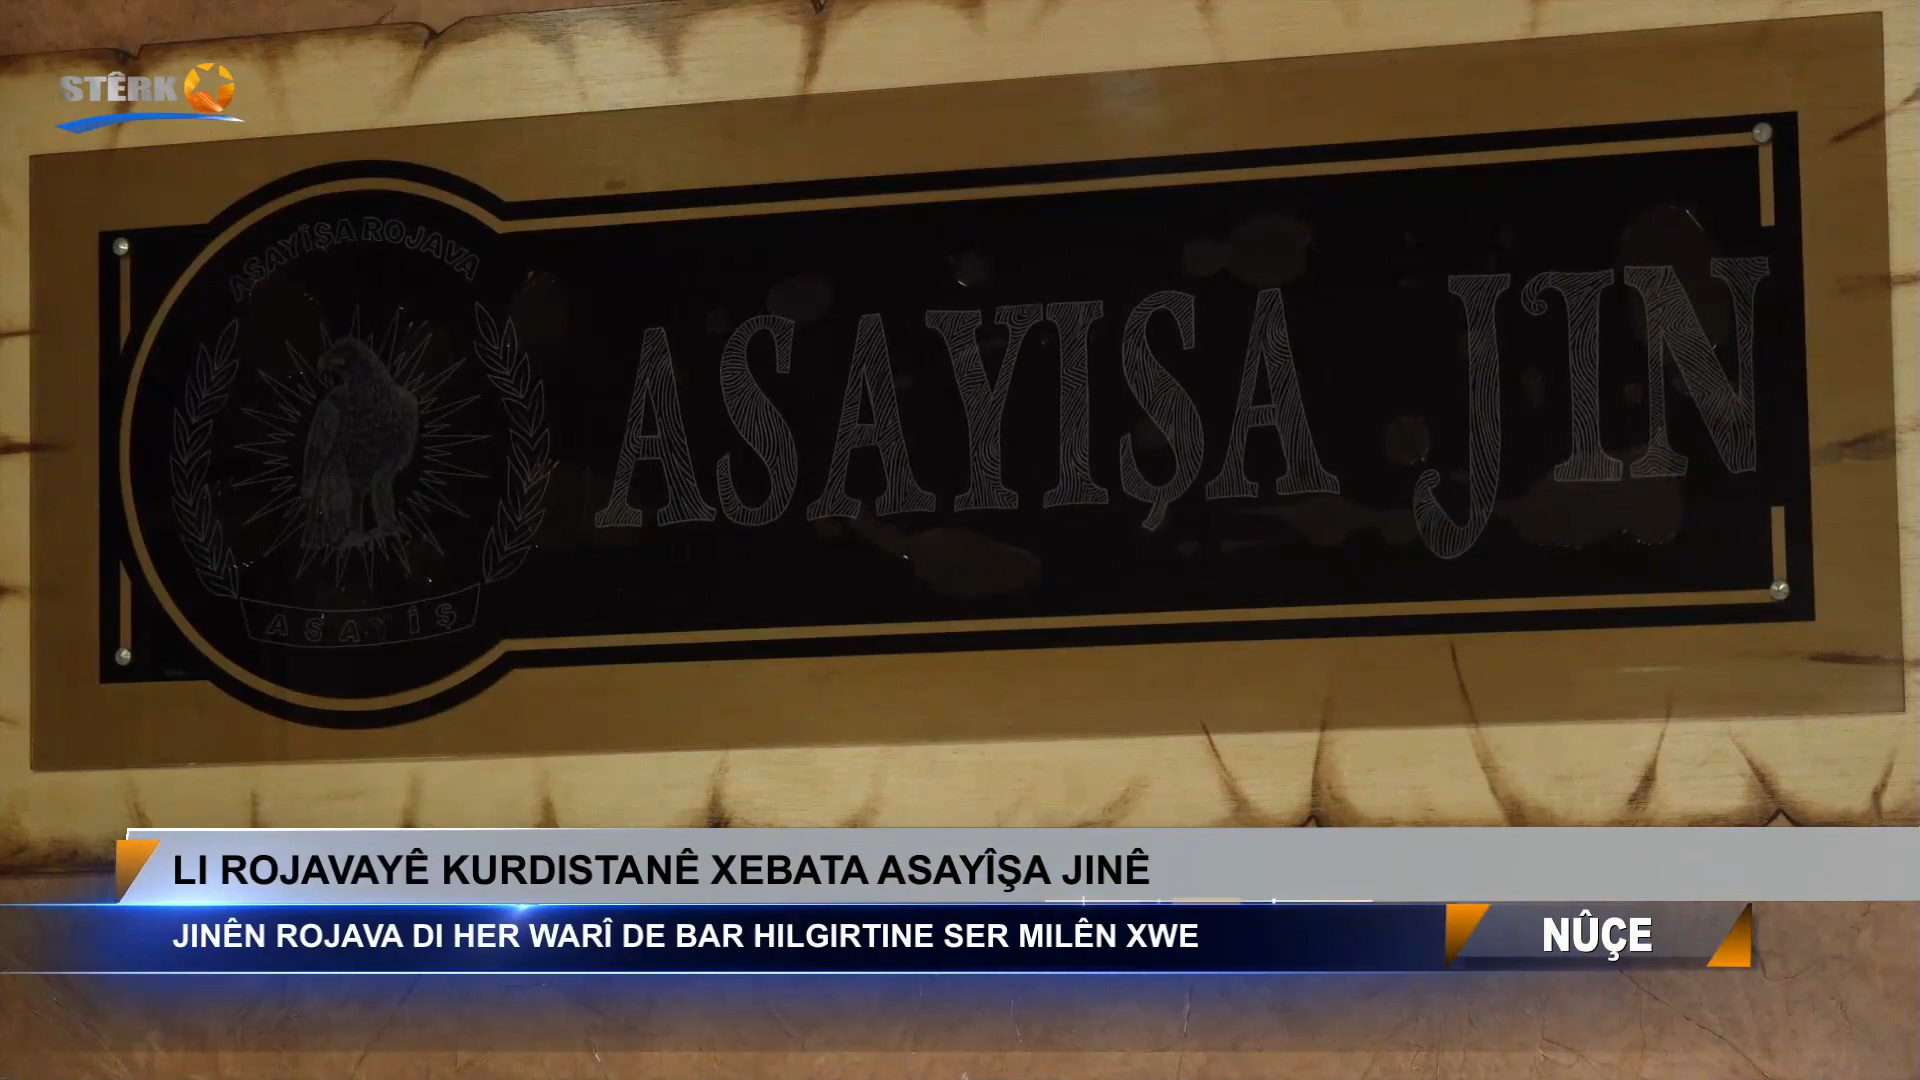 STÊRK
ASAYÎŞA ROJAVA
ASAYIŞA JIN
ASAYÎŞ
LI ROJAVAYÊ KURDISTANÊ XEBATA ASAYÎŞA JINÊ
JINÊN ROJAVA DI HER WARÎ DE BAR HILGIRTINE SER MILÊN XWE
NÛÇE